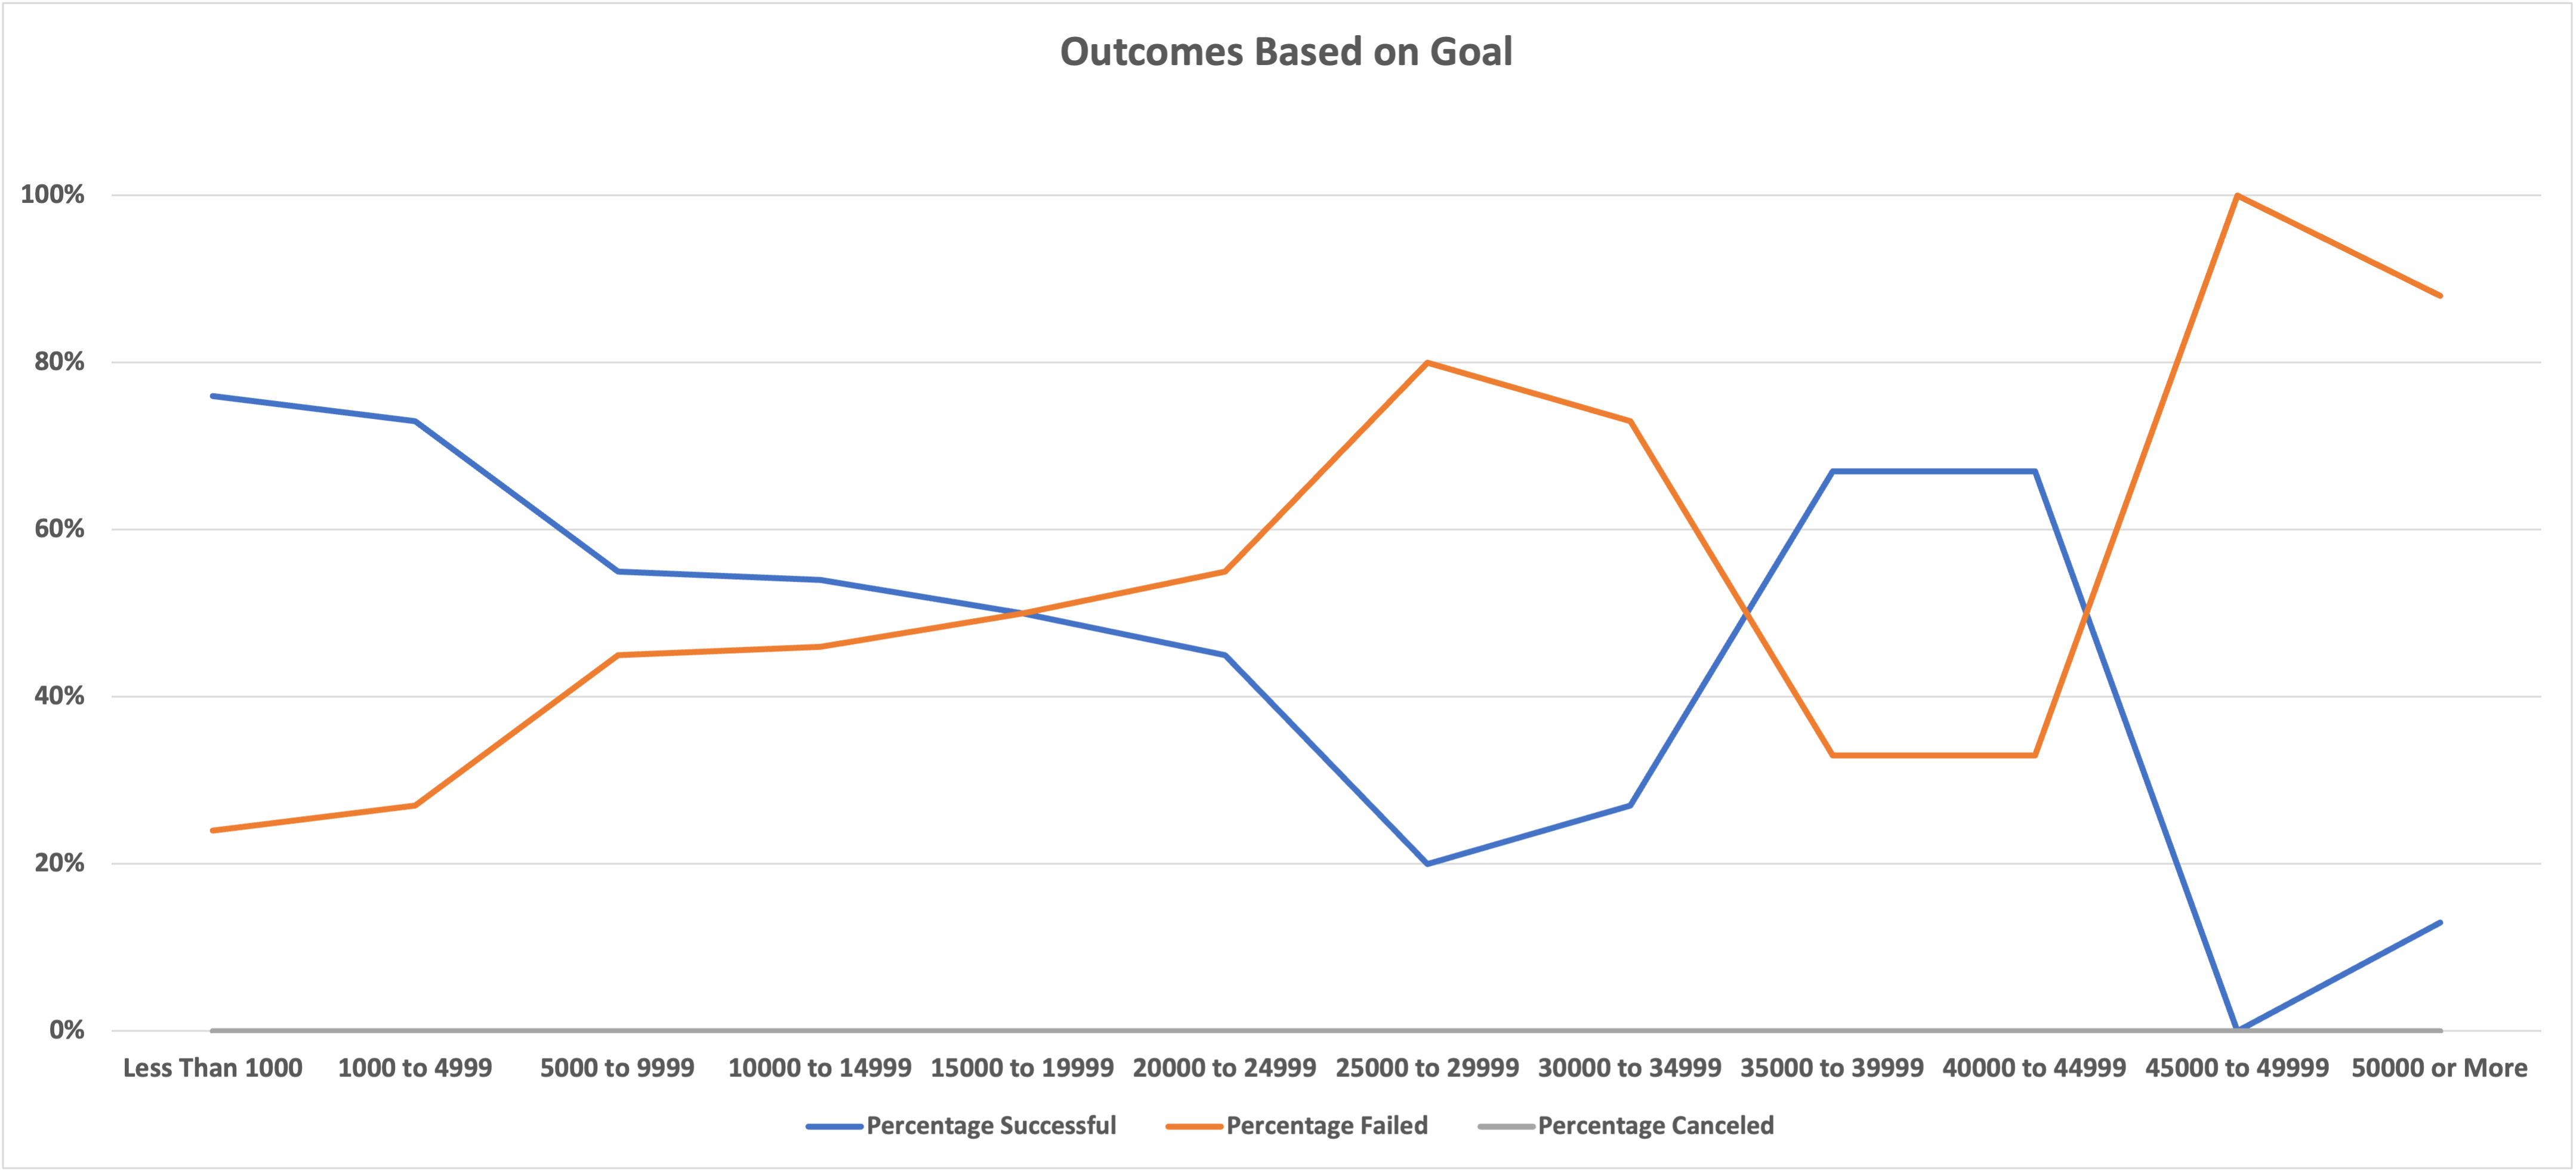 Outcomes Based on Goal
100%
80%
60%
40%
20%
0%
Less Than 1000 1000 to 4999 5000 to 9999 10000 to 14999 15000 to 19999 20000 to 24999 25000 to 29999 30000 to 34999 35000 to 39999 40000 to 44999 45000 to 49999 50000 or More
Percentage Successful Percentage Failed Percentage Canceled